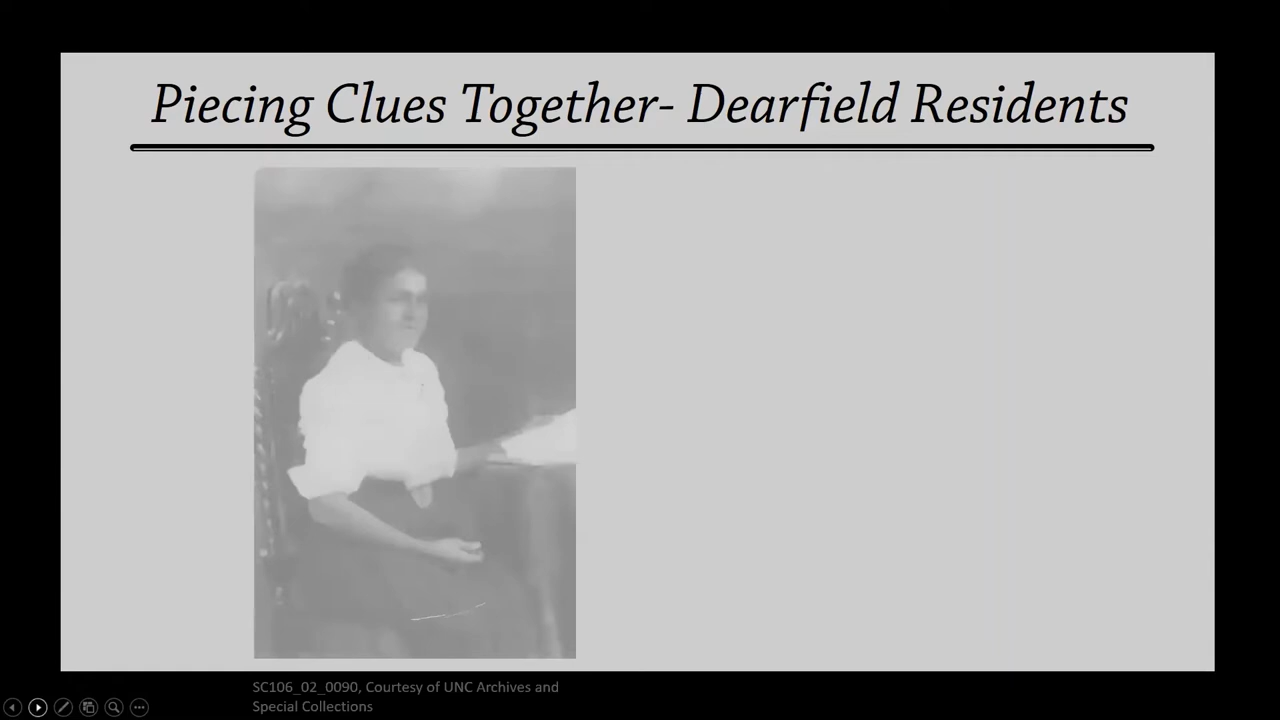 Piecing Clues Together- Dearfield Residents
SC106_02_0090, Courtesy of UNC Archives and
Special Collections